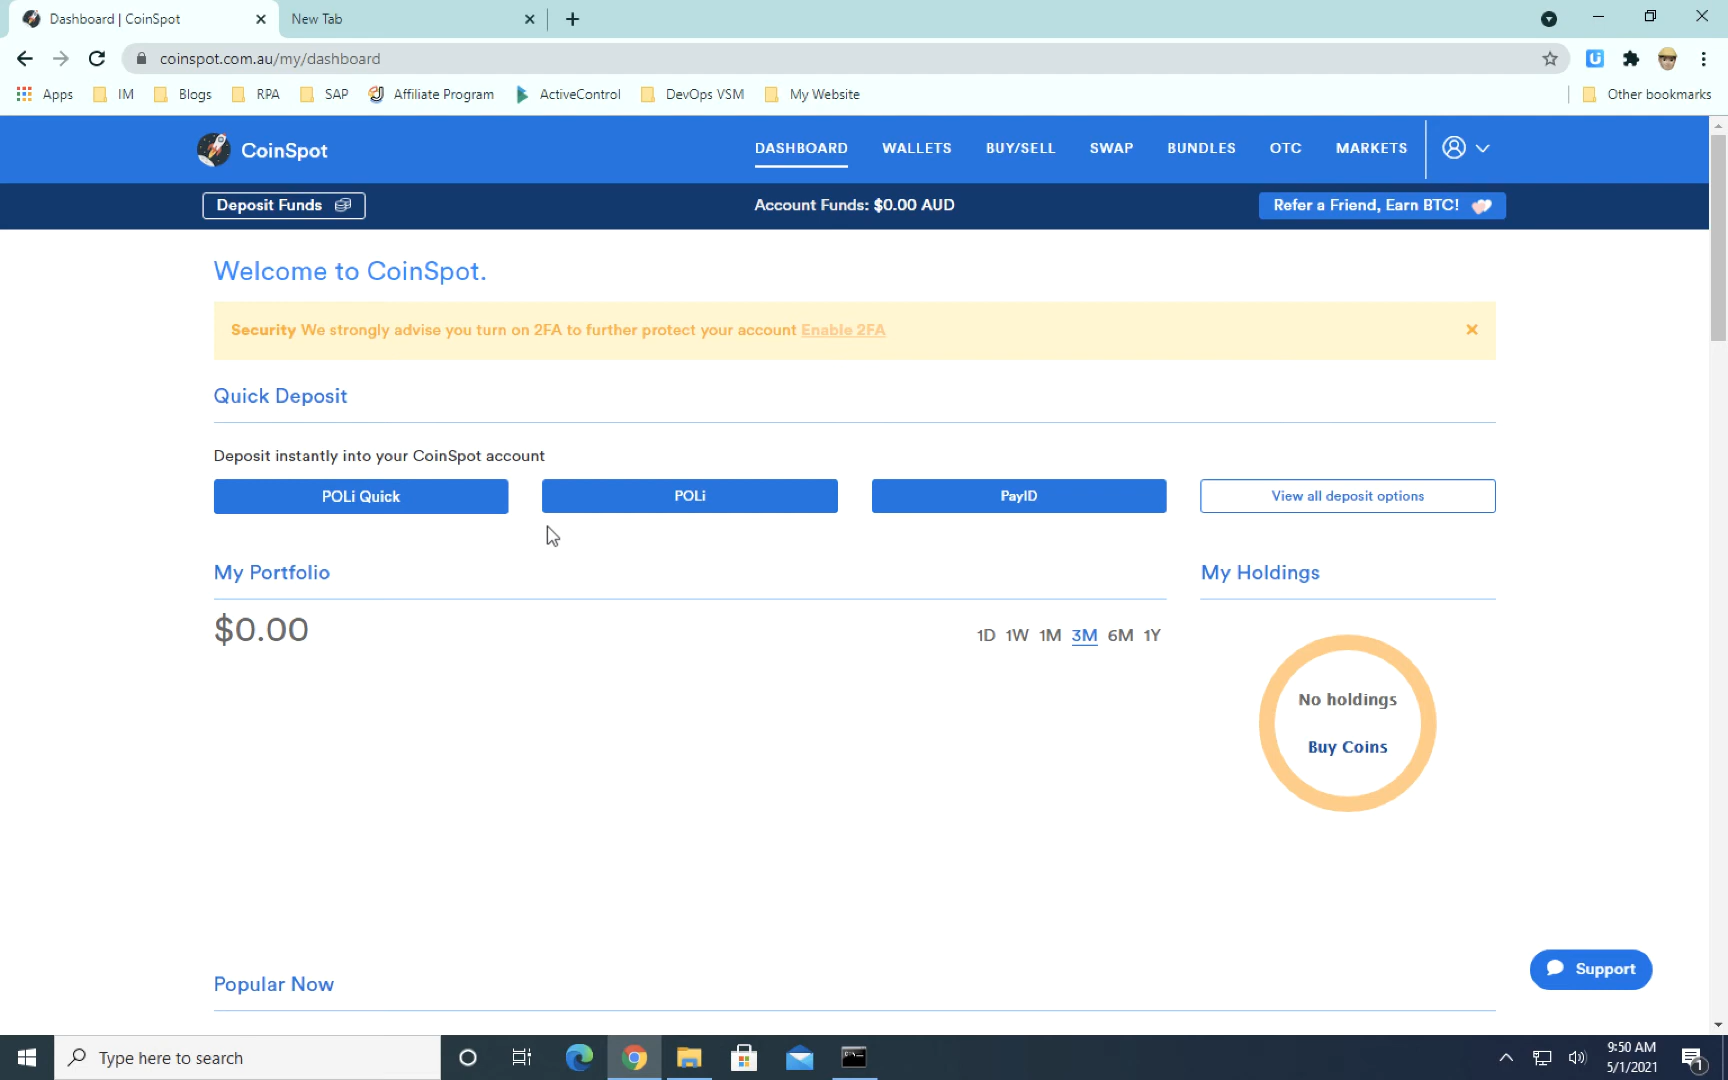 Dashboard | CoinSpot
New Tab
coinspot.com.au/my/dashboard
Apps IM Blogs RPA SAP Affiliate Program ActiveControl DevOps VSM My Website Other bookmarks
CoinSpot DASHBOARD WALLETS BUY/SELL SWAP BUNDLES OTC MARKETS
Deposit Funds Account Funds: $0.00 AUD Refer a Friend, Earn BTC!
Welcome to CoinSpot.
Security We strongly advise you turn on 2FA to further protect your account Enable 2FA
Quick Deposit
Deposit instantly into your CoinSpot account
POLi Quick POLi PayID View all deposit options
My Portfolio
My Holdings
$0.00
1D 1W 1M 3M 6M 1Y
No holdings
Buy Coins
Support
Popular Now
Type here to search
9:50 AM
5/1/2021
1